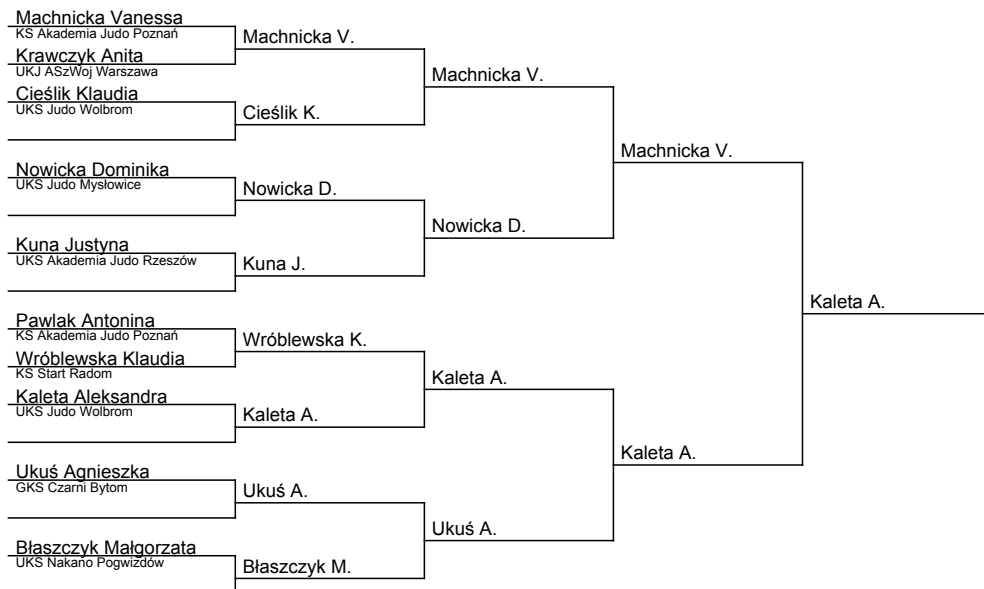 Machnicka Vanessa
KS Akademia Judo Poznań
Krawczyk Anita
UKJ ASzWoj Warszawa
Cieślik Klaudia
UKS Judo Wolbrom
Nowicka Dominika
UKS Judo Mysłowice
Kuna Justyna
UKS Akademia Judo Rzeszów
Pawlak Antonina
KS Akademia Judo Poznań
Wróblewska Klaudia
KS Start Radom
Kaleta Aleksandra
UKS Judo Wolbrom
Ukuś Agnieszka
GKS Czarni Bytom
Błaszczyk Małgorzata
UKS Nakano Pogwizdów
Machnicka V.
Cieślik K.
Nowicka D.
Kuna J.
Wróblewska K.
Kaleta A.
Ukuś A.
Błaszczyk M.
Machnicka V.
Nowicka D.
Kaleta A.
Ukuś A.
Machnicka V.
Kaleta A.
Kaleta A.